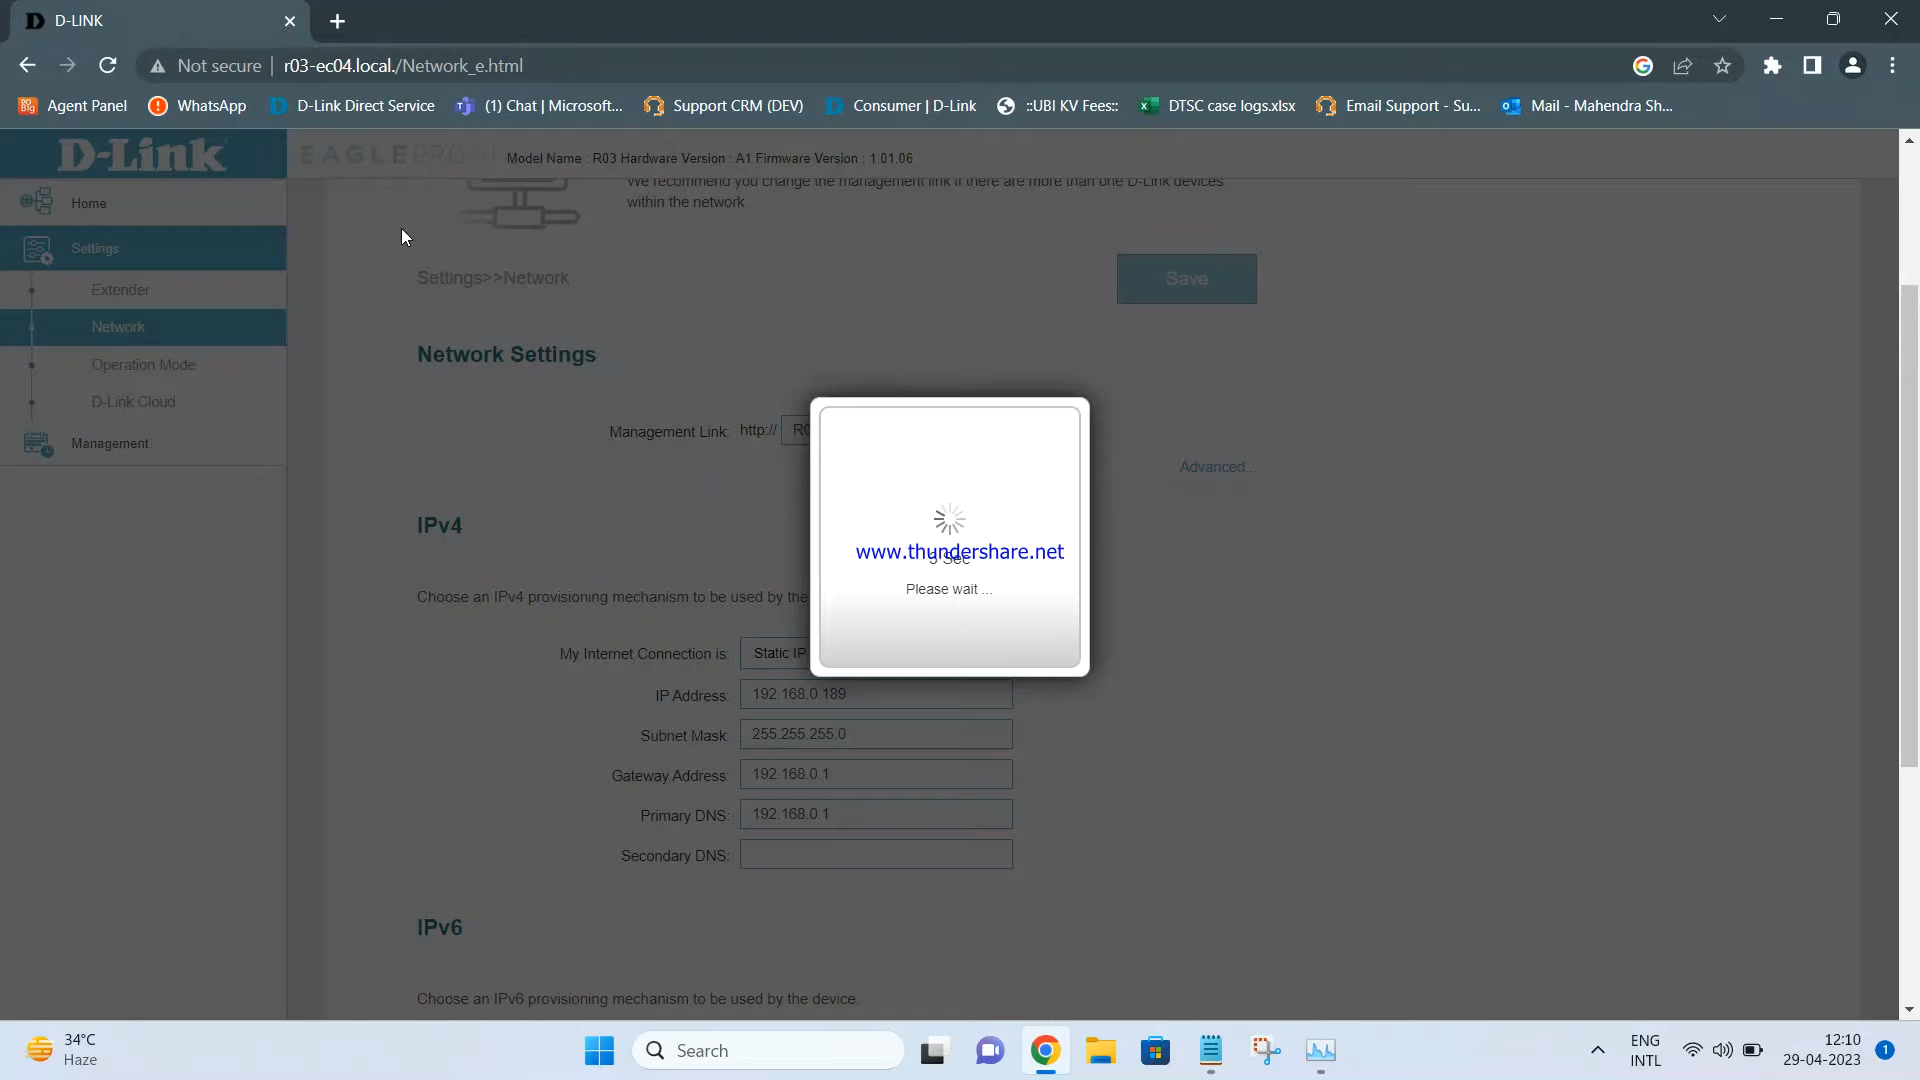 D-LINK
Not secure
r03-ec04.local./Network_e.html
Agent Panel
WhatsApp
D-Link Direct Service
(1) Chat | Microsoft...
Support CRM (DEV)
Consumer | D-Link
::UBI KV Fees::
DTSC case logs.xlsx
Email Support - Su...
Mail - Mahendra Sh...
D-Link
EAGLE PRO AI
Model Name : R03 Hardware Version : A1 Firmware Version : 1.01.06
We recommend you change the management link if there are more than one D-Link devices
within the network.
Home
Settings
Extender
Network
Operation Mode
D-Link Cloud
Management
Settings>>Network
Save
Network Settings
Management Link:
http://
Advanced...
IPv4
Choose an IPv4 provisioning mechanism to be used by the
My Internet Connection is:
Static IP
IP Address:
192.168.0.189
Subnet Mask:
255.255.255.0
Gateway Address:
192.168.0.1
Primary DNS:
192.168.0.1
Secondary DNS:
www.thundershare.net
Sec
Please wait ...
IPv6
Choose an IPv6 provisioning mechanism to be used by the device.
34°C
Haze
Search
ENG
INTL
12:10
29-04-2023
1